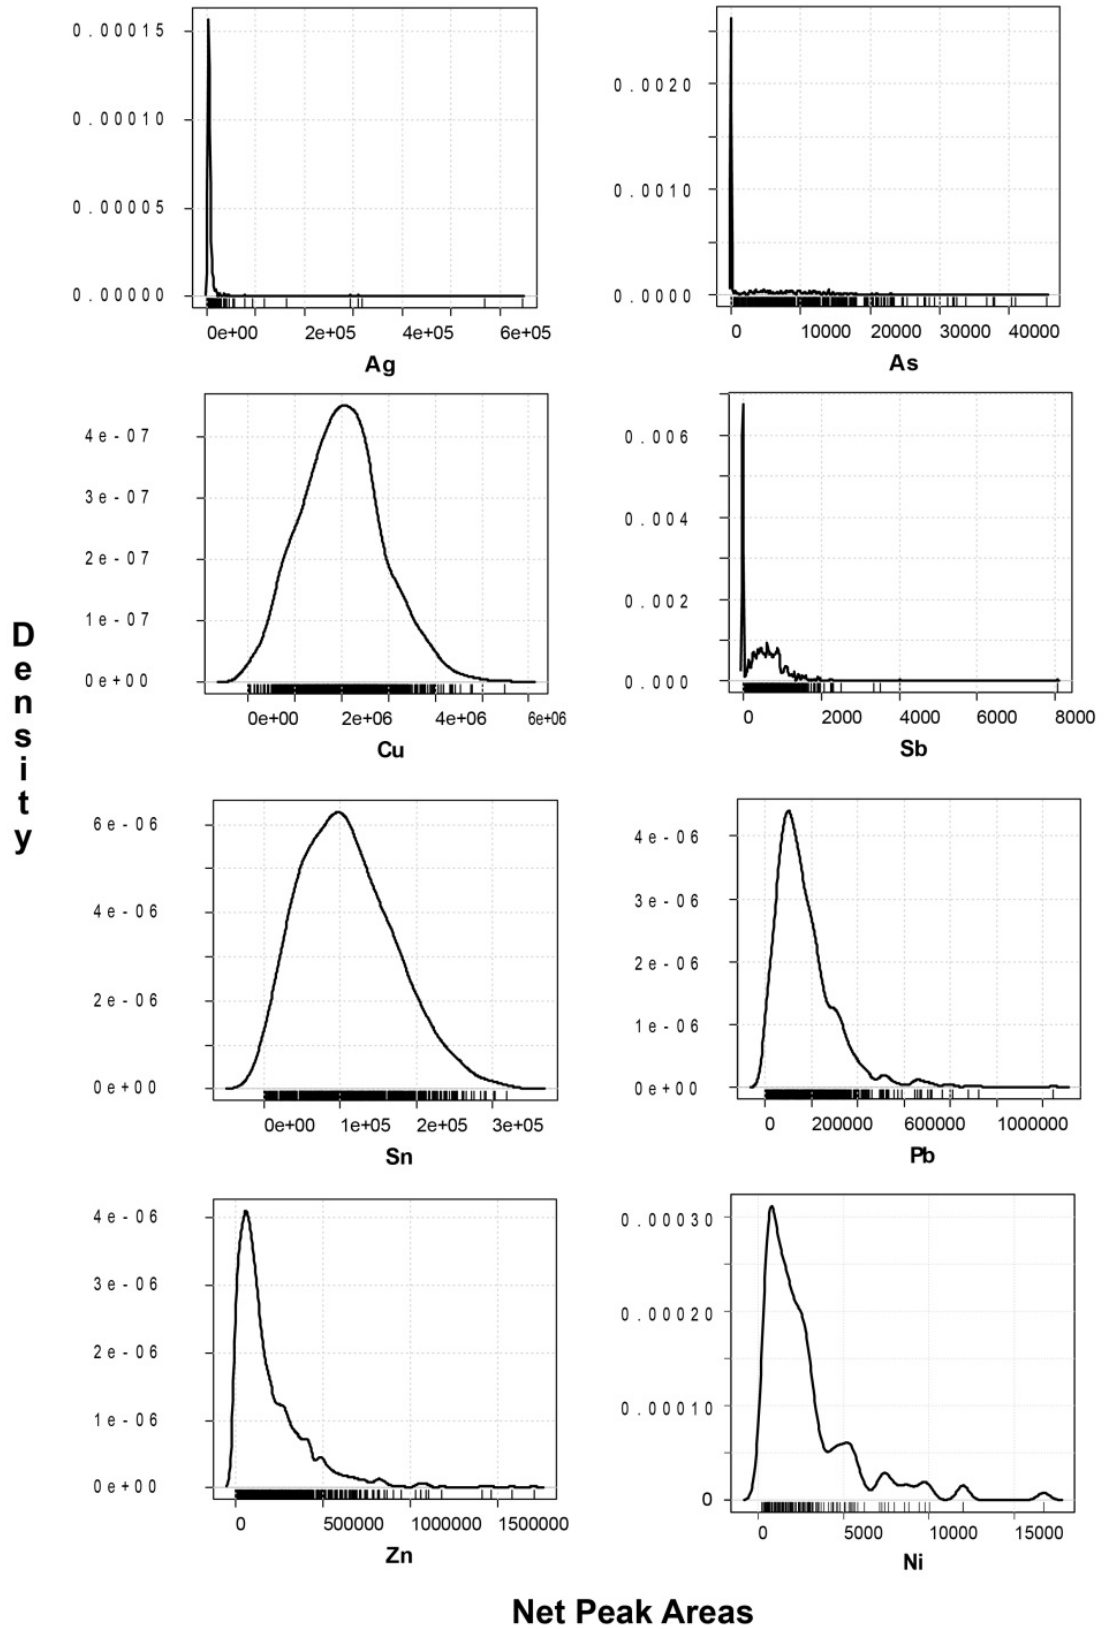 0.00015
0.00010
0.00005
0.00000
0e+00 2e+05 4e+05 6e+05
Ag
0.0020
0.0010
0.0000
0 10000 20000 30000 40000
As
4e-07
3e-07
2e-07
1e-07
0e+00
0e+00 2e+06 4e+06 6e+06
Cu
0.006
0.004
0.002
0.000
0 2000 4000 6000 8000
Sb
Density
6e-06
4e-06
2e-06
0e+00
0e+00 1e+05 2e+05 3e+05
Sn
4e-06
3e-06
2e-06
1e-06
0e+00
0 200000 600000 1000000
Pb
4e-06
3e-06
2e-06
1e-06
0e+00
0 500000 1000000 1500000
Zn
0.00030
0.00020
0.00010
0
0 5000 10000 15000
Ni
Net Peak Areas